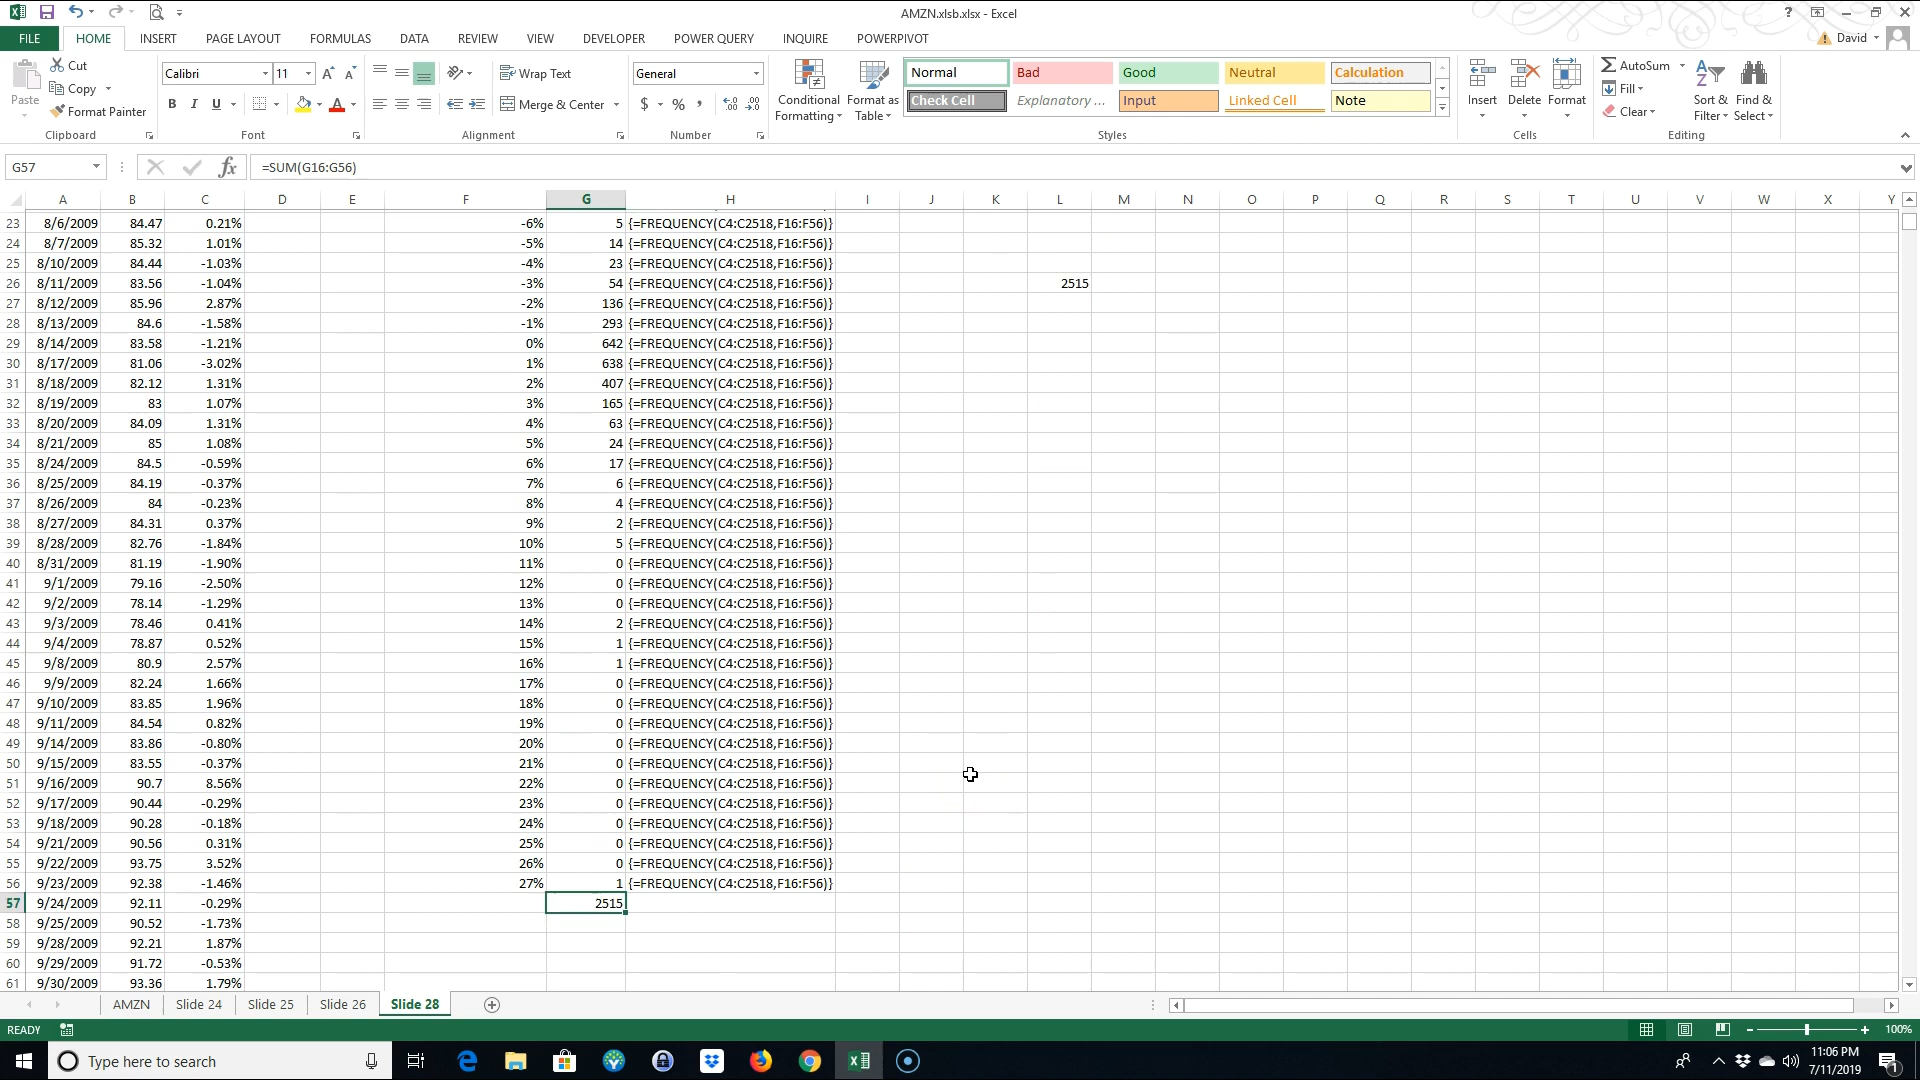 AMZN.xlsb.xlsx - Excel
FILE HOME INSERT PAGE LAYOUT FORMULAS DATA REVIEW VIEW DEVELOPER POWER QUERY INQUIRE POWERPIVOT David
Cut Calibri 11 Wrap Text General Normal Bad Good Neutral Calculation AutoSum
Paste Copy Format Painter B I U Merge & Center $ % Conditional Formatting Format as Table Check Cell Explanatory ... Input Linked Cell Note Insert Delete Format Fill Clear Sort & Filter Find & Select
Clipboard Font Alignment Number Styles Cells Editing
G57 fx =SUM(G16:G56)
A B C D E F G H I J K L M N O P Q R S T U V W X Y
23 8/6/2009 84.47 0.21% -6% 5 {=FREQUENCY(C4:C2518,F16:F56)}
24 8/7/2009 85.32 1.01% -5% 14 {=FREQUENCY(C4:C2518,F16:F56)}
25 8/10/2009 84.44 -1.03% -4% 23 {=FREQUENCY(C4:C2518,F16:F56)}
26 8/11/2009 83.56 -1.04% -3% 54 {=FREQUENCY(C4:C2518,F16:F56)} 2515
27 8/12/2009 85.96 2.87% -2% 136 {=FREQUENCY(C4:C2518,F16:F56)}
28 8/13/2009 84.6 -1.58% -1% 293 {=FREQUENCY(C4:C2518,F16:F56)}
29 8/14/2009 83.58 -1.21% 0% 642 {=FREQUENCY(C4:C2518,F16:F56)}
30 8/17/2009 81.06 -3.02% 1% 638 {=FREQUENCY(C4:C2518,F16:F56)}
31 8/18/2009 82.12 1.31% 2% 407 {=FREQUENCY(C4:C2518,F16:F56)}
32 8/19/2009 83 1.07% 3% 165 {=FREQUENCY(C4:C2518,F16:F56)}
33 8/20/2009 84.09 1.31% 4% 63 {=FREQUENCY(C4:C2518,F16:F56)}
34 8/21/2009 85 1.08% 5% 24 {=FREQUENCY(C4:C2518,F16:F56)}
35 8/24/2009 84.5 -0.59% 6% 17 {=FREQUENCY(C4:C2518,F16:F56)}
36 8/25/2009 84.19 -0.37% 7% 6 {=FREQUENCY(C4:C2518,F16:F56)}
37 8/26/2009 84 -0.23% 8% 4 {=FREQUENCY(C4:C2518,F16:F56)}
38 8/27/2009 84.31 0.37% 9% 2 {=FREQUENCY(C4:C2518,F16:F56)}
39 8/28/2009 82.76 -1.84% 10% 5 {=FREQUENCY(C4:C2518,F16:F56)}
40 8/31/2009 81.19 -1.90% 11% 0 {=FREQUENCY(C4:C2518,F16:F56)}
41 9/1/2009 79.16 -2.50% 12% 0 {=FREQUENCY(C4:C2518,F16:F56)}
42 9/2/2009 78.14 -1.29% 13% 0 {=FREQUENCY(C4:C2518,F16:F56)}
43 9/3/2009 78.46 0.41% 14% 2 {=FREQUENCY(C4:C2518,F16:F56)}
44 9/4/2009 78.87 0.52% 15% 1 {=FREQUENCY(C4:C2518,F16:F56)}
45 9/8/2009 80.9 2.57% 16% 1 {=FREQUENCY(C4:C2518,F16:F56)}
46 9/9/2009 82.24 1.66% 17% 0 {=FREQUENCY(C4:C2518,F16:F56)}
47 9/10/2009 83.85 1.96% 18% 0 {=FREQUENCY(C4:C2518,F16:F56)}
48 9/11/2009 84.54 0.82% 19% 0 {=FREQUENCY(C4:C2518,F16:F56)}
49 9/14/2009 83.86 -0.80% 20% 0 {=FREQUENCY(C4:C2518,F16:F56)}
50 9/15/2009 83.55 -0.37% 21% 0 {=FREQUENCY(C4:C2518,F16:F56)}
51 9/16/2009 90.7 8.56% 22% 0 {=FREQUENCY(C4:C2518,F16:F56)}
52 9/17/2009 90.44 -0.29% 23% 0 {=FREQUENCY(C4:C2518,F16:F56)}
53 9/18/2009 90.28 -0.18% 24% 0 {=FREQUENCY(C4:C2518,F16:F56)}
54 9/21/2009 90.56 0.31% 25% 0 {=FREQUENCY(C4:C2518,F16:F56)}
55 9/22/2009 93.75 3.52% 26% 0 {=FREQUENCY(C4:C2518,F16:F56)}
56 9/23/2009 92.38 -1.46% 27% 1 {=FREQUENCY(C4:C2518,F16:F56)}
57 9/24/2009 92.11 -0.29% 2515
58 9/25/2009 90.52 -1.73%
59 9/28/2009 92.21 1.87%
60 9/29/2009 91.72 -0.53%
61 9/30/2009 93.36 1.79%
AMZN Slide 24 Slide 25 Slide 26 Slide 28
READY 100%
Type here to search 11:06 PM
7/11/2019